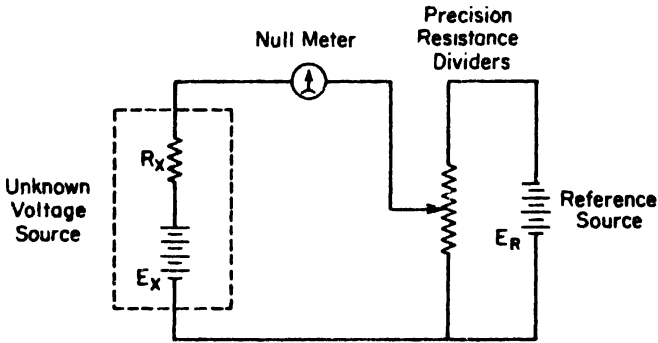 Precision
Resistance
Dividers
Null Meter
Unknown
Voltage
Source
RX
EX
ER
Reference
Source